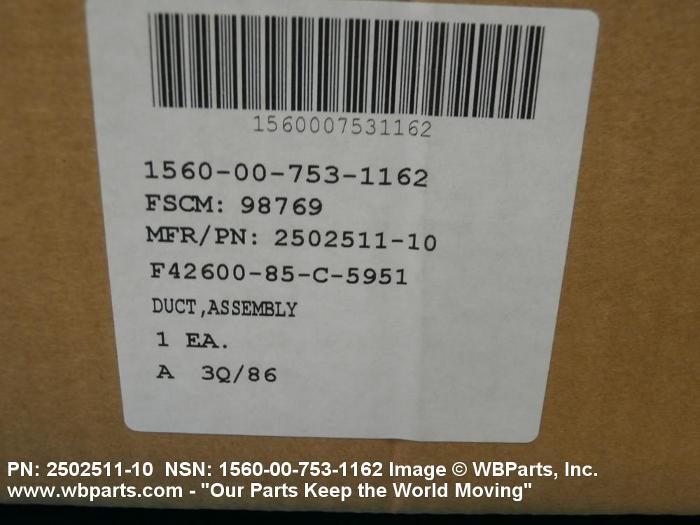 1560007531162
1560-00-753-1162
FSCM: 98769
MFR/PN: 2502511-10
F42600-85-C-5951
DUCT,ASSEMBLY
1 EA.
A 3Q/86
PN: 2502511-10 NSN: 1560-00-753-1162 Image © WBParts, Inc.
www.wbparts.com - "Our Parts Keep the World Moving"